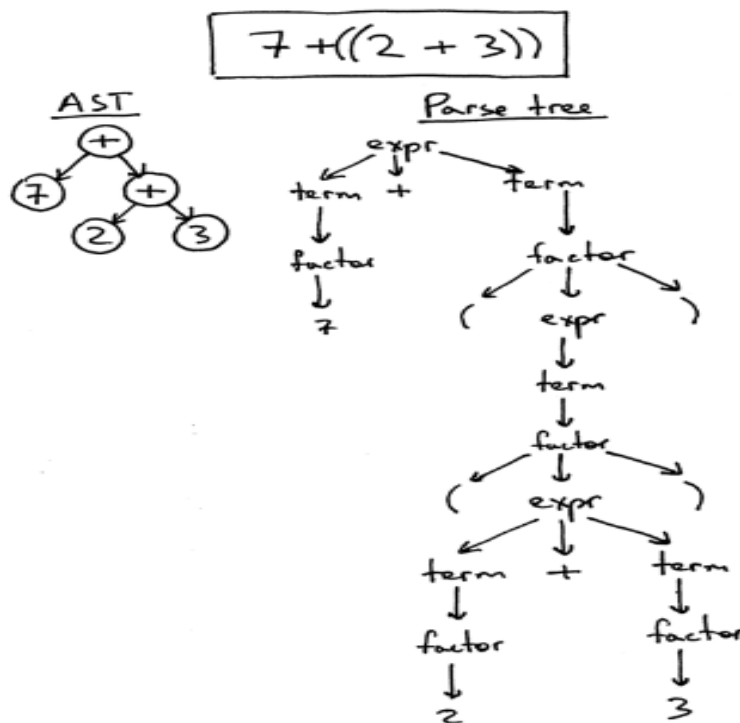 7 + ((2 + 3))
AST
Parse tree
+
7
+
2
3
expr
term + term
factor
factor
7
( expr )
term
factor
( expr )
term + term
factor
factor
2
3